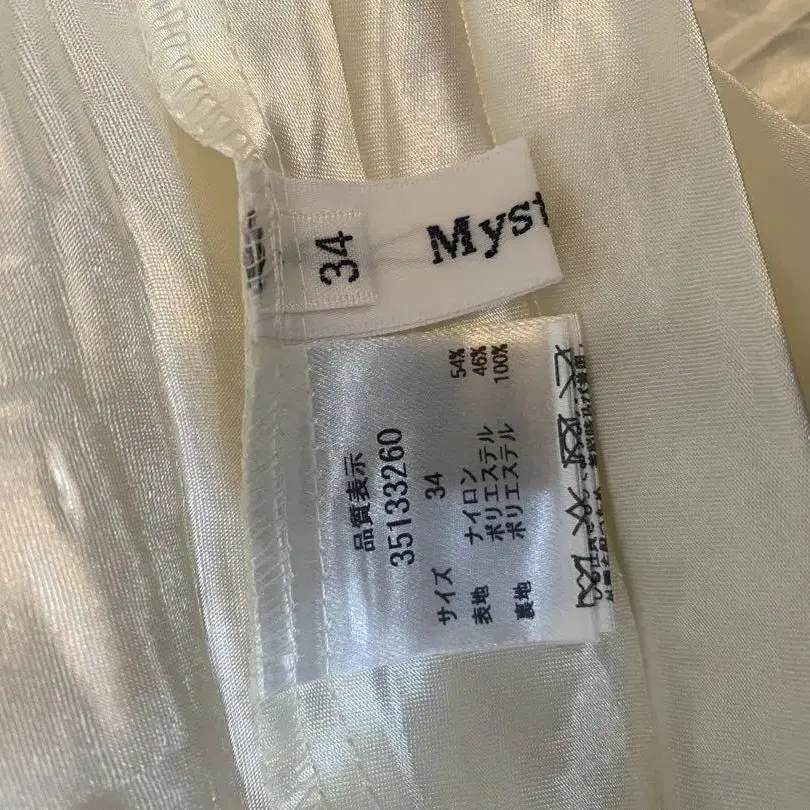 34
Myst
品質表示
35133260
サイズ 34
表地 ナイロン 54%
ポリエステル 46%
裏地 ポリエステル 100%